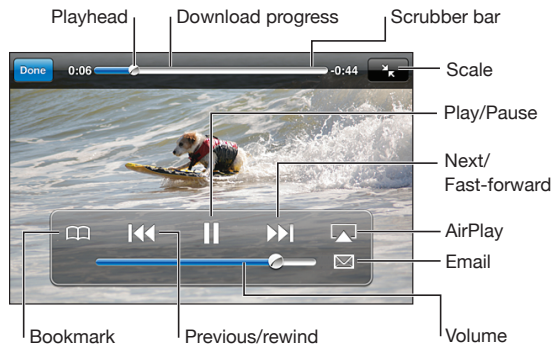 Playhead
Download progress
Scrubber bar
Done
0:06
-0:44
Scale
Play/Pause
Next/
Fast-forward
AirPlay
Email
Bookmark
Previous/rewind
Volume